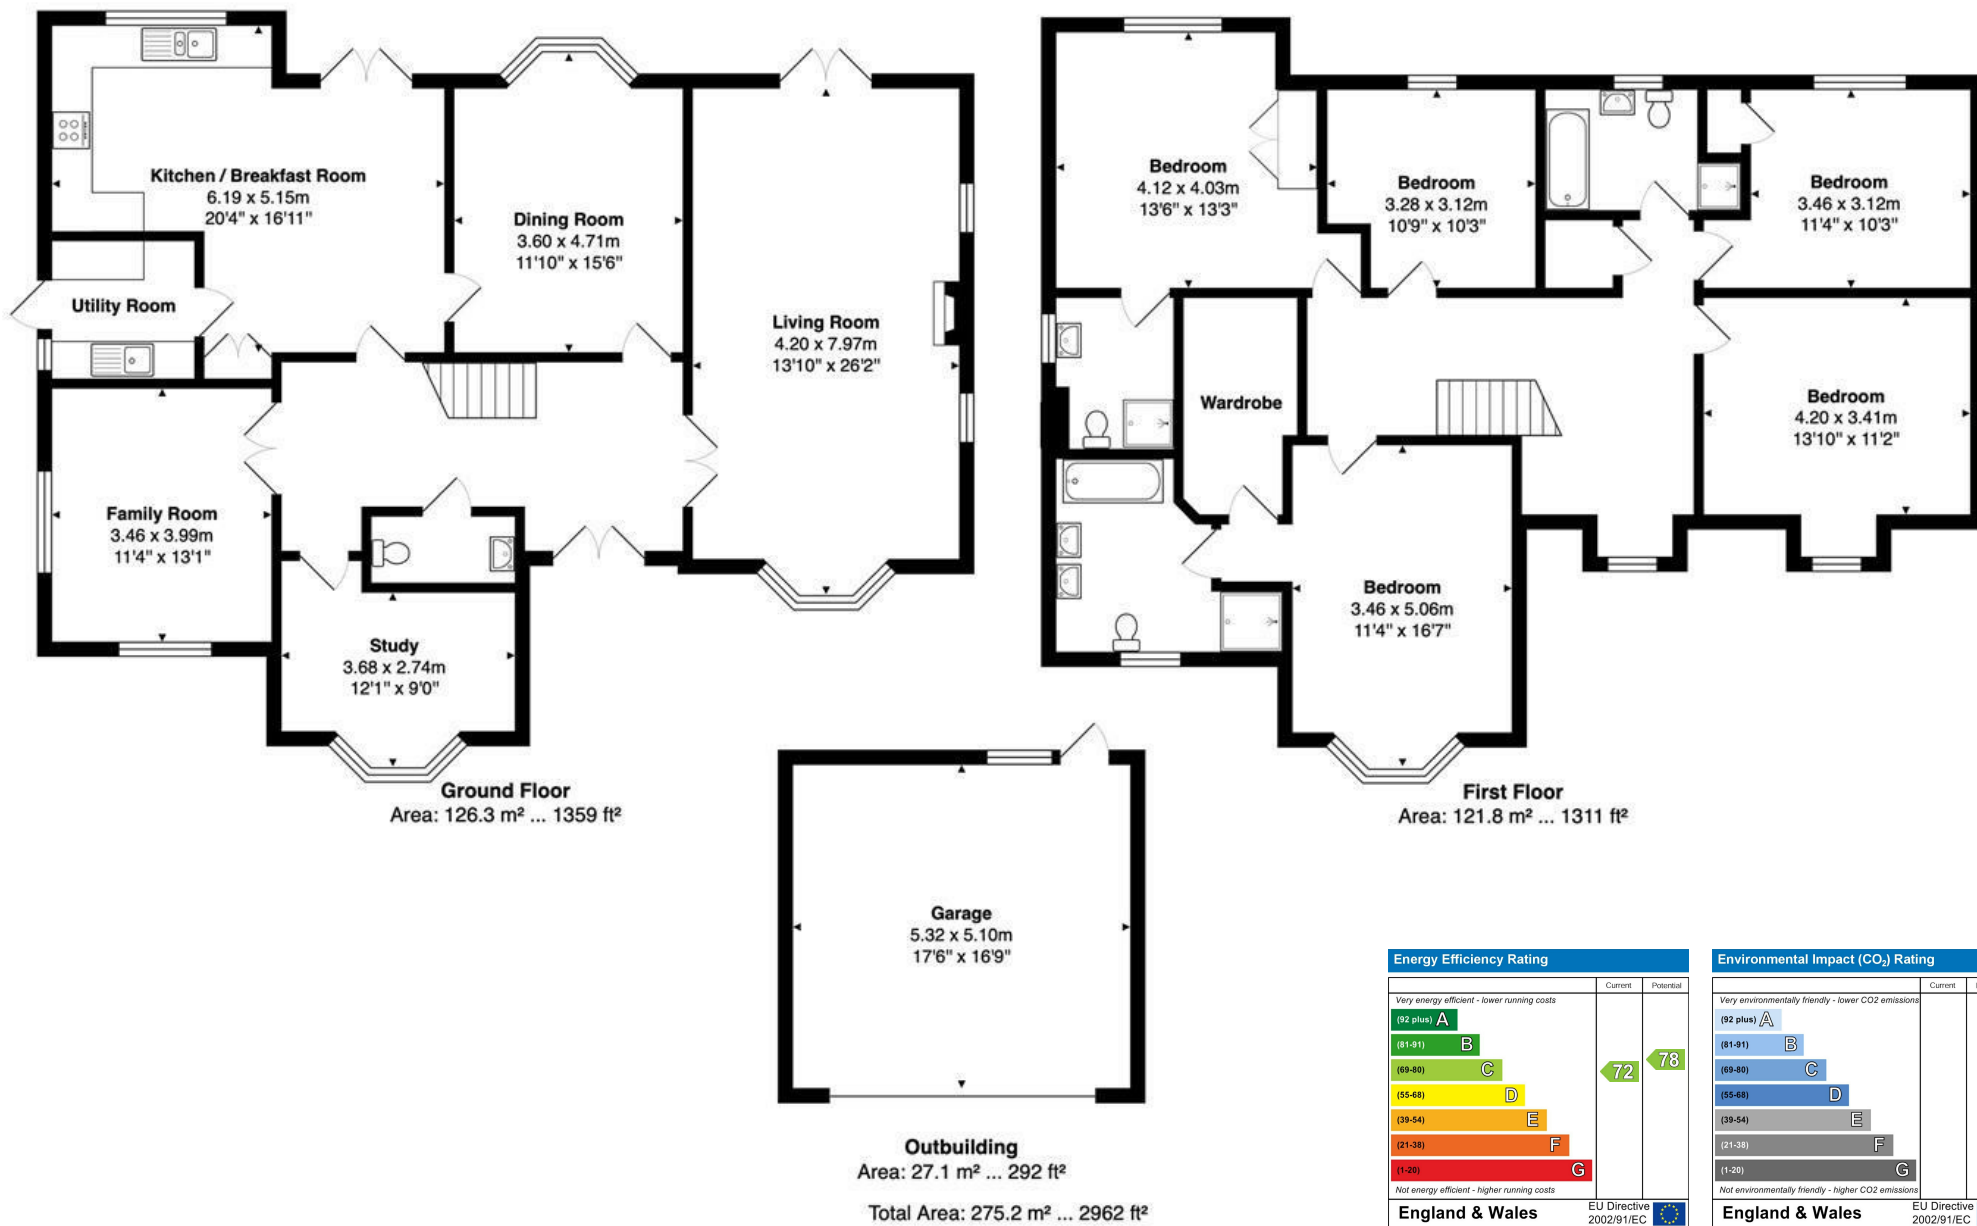 Kitchen / Breakfast Room
6.19 x 5.15m
20'4" x 16'11"
Dining Room
3.60 x 4.71m
11'10" x 15'6"
Utility Room
Living Room
4.20 x 7.97m
13'10" x 26'2"
Family Room
3.46 x 3.99m
11'4" x 13'1"
Study
3.68 x 2.74m
12'1" x 9'0"
Ground Floor
Area: 126.3 m² ... 1359 ft²
Bedroom
4.12 x 4.03m
13'6" x 13'3"
Bedroom
3.28 x 3.12m
10'9" x 10'3"
Bedroom
3.46 x 3.12m
11'4" x 10'3"
Wardrobe
Bedroom
4.20 x 3.41m
13'10" x 11'2"
Bedroom
3.46 x 5.06m
11'4" x 16'7"
First Floor
Area: 121.8 m² ... 1311 ft²
Garage
5.32 x 5.10m
17'6" x 16'9"
Outbuilding
Area: 27.1 m² ... 292 ft²
Total Area: 275.2 m² ... 2962 ft²
Energy Efficiency Rating
Current Potential
Very energy efficient - lower running costs
(92 plus) A
(81-91) B
(69-80) C
(55-68) D
(39-54) E
(21-38) F
(1-20) G
72
78
Not energy efficient - higher running costs
England & Wales
EU Directive
2002/91/EC
Environmental Impact (CO₂) Rating
Current
Very environmentally friendly - lower CO2 emissions
(92 plus) A
(81-91) B
(69-80) C
(55-68) D
(39-54) E
(21-38) F
(1-20) G
Not environmentally friendly - higher CO2 emissions
England & Wales
EU Directive
2002/91/EC